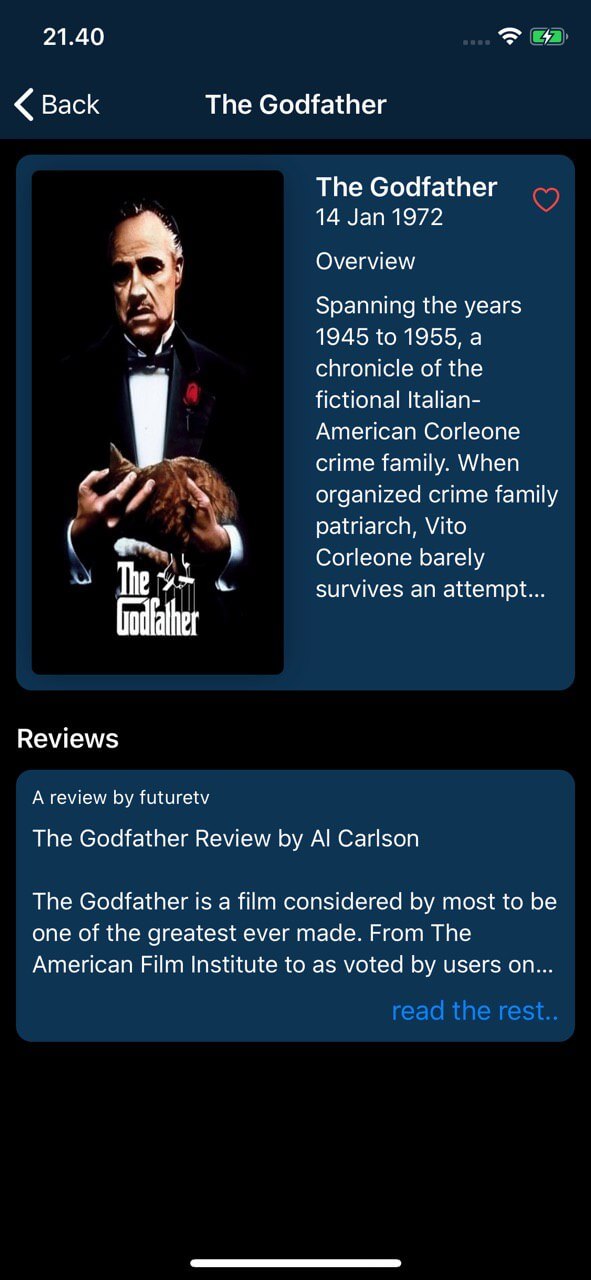 21.40
Back
The Godfather
The Godfather
14 Jan 1972
Overview
Spanning the years
1945 to 1955, a
chronicle of the
fictional Italian-
American Corleone
crime family. When
organized crime family
patriarch, Vito
Corleone barely
survives an attempt...
The
Godfather
Reviews
A review by futuretv
The Godfather Review by Al Carlson
The Godfather is a film considered by most to be
one of the greatest ever made. From The
American Film Institute to as voted by users on...
read the rest..